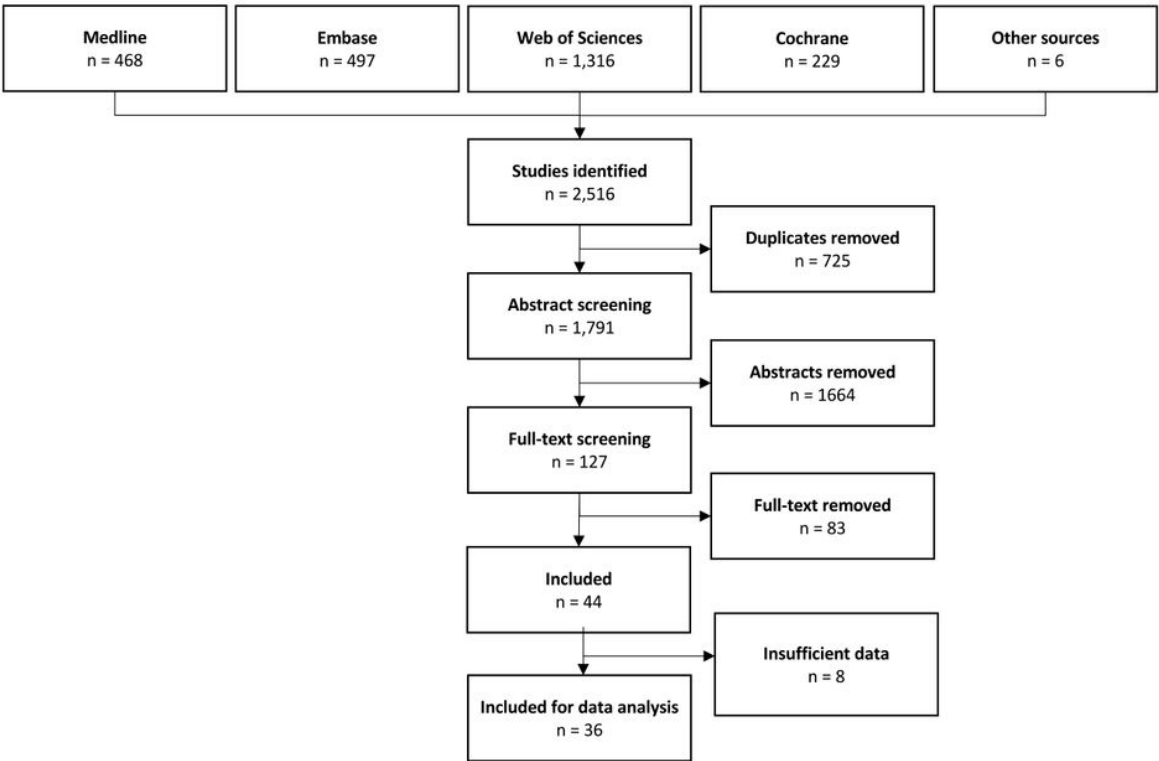 Medline
n = 468
Embase
n = 497
Web of Sciences
n = 1,316
Cochrane
n = 229
Other sources
n = 6
Studies identified
n = 2,516
Duplicates removed
n = 725
Abstract screening
n = 1,791
Abstracts removed
n = 1664
Full-text screening
n = 127
Full-text removed
n = 83
Included
n = 44
Insufficient data
n = 8
Included for data analysis
n = 36